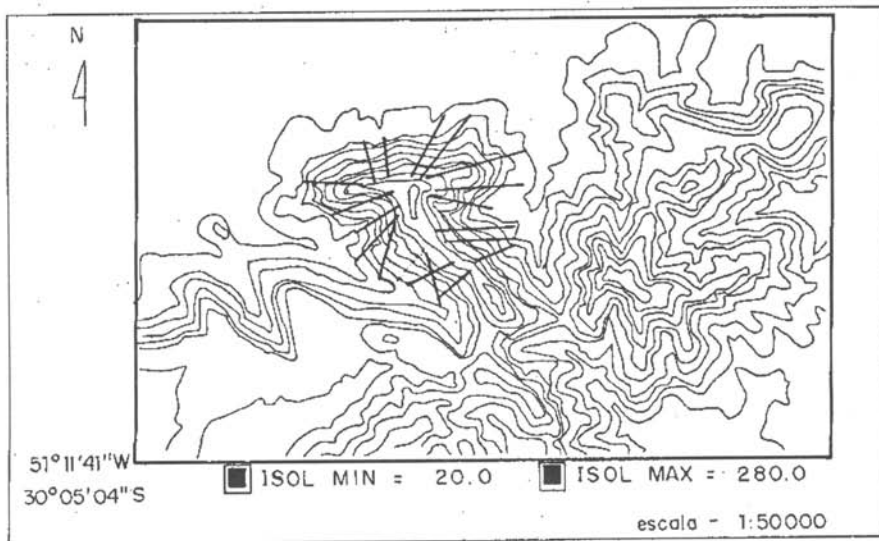 N
51°11'41"W
30°05'04"S
ISOL MIN = 20.0
ISOL MAX = 280.0
escala - 1:50000